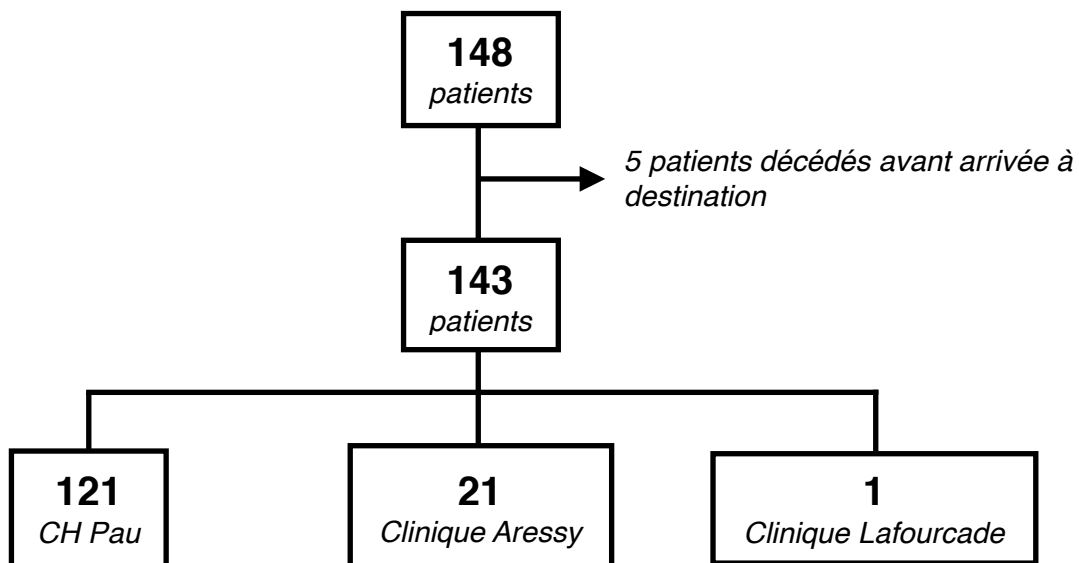 148
patients
5 patients décédés avant arrivée à
destination
143
patients
121
CH Pau
21
Clinique Aressy
1
Clinique Lafourcade